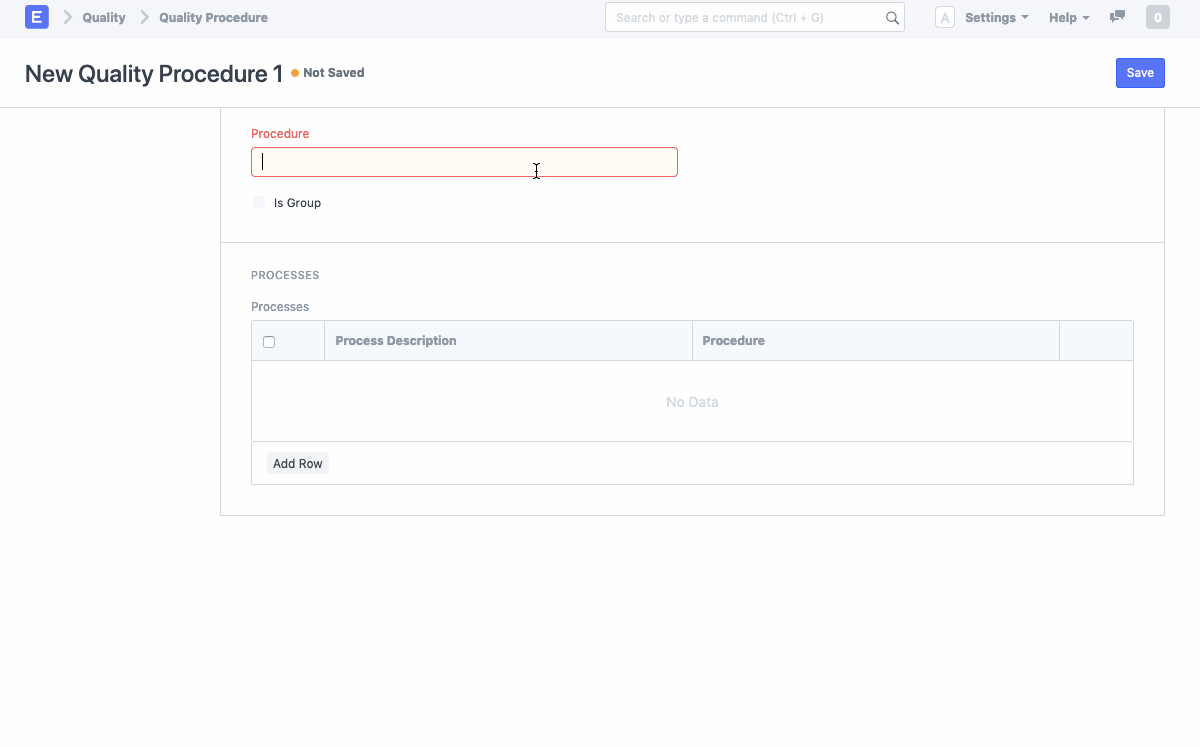 E Quality Quality Procedure Search or type a command (Ctrl + G) A Settings Help 0
New Quality Procedure 1 Not Saved Save
Procedure
Is Group
PROCESSES
Processes
Process Description Procedure
No Data
Add Row